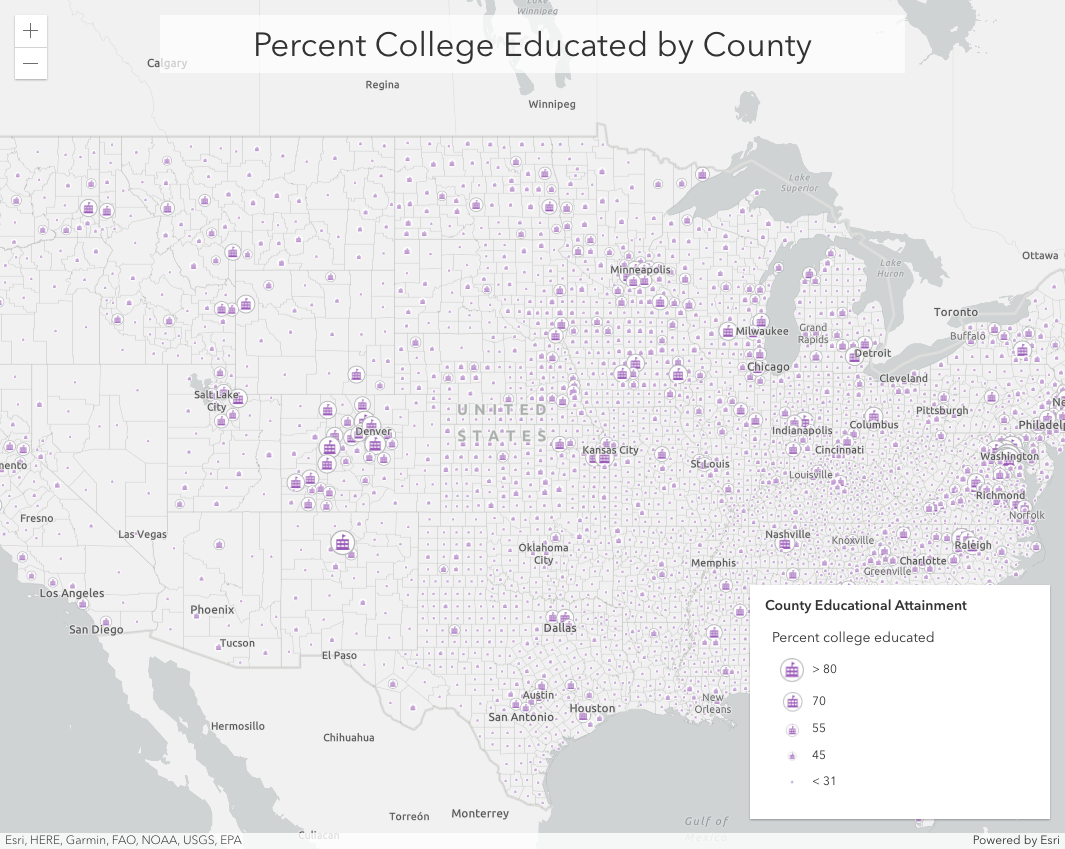 Lake
Winnipeg
+
Percent College Educated by County
−
Calgary
Regina
Winnipeg
Lake
Superior
Ottawa
Lake
Huron
Minneapolis
Toronto
Buffalo
Milwaukee
Grand
Rapids
Detroit
Chicago
Cleveland
Salt Lake
City
UNITED
STATES
Pittsburgh
Denver
Indianapolis
Columbus
Philadelp
Kansas City
Cincinnati
Washington
mento
St Louis
Louisville
Richmond
Norfolk
Fresno
Las Vegas
Nashville
Knoxville
Raleigh
Oklahoma
City
Memphis
Charlotte
Greenville
Los Angeles
Phoenix
San Diego
Dallas
Tucson
El Paso
Austin
San Antonio
Houston
New
Orleans
Hermosillo
Chihuahua
Torreón
Monterrey
Culiacan
Gulf of
Mexico
County Educational Attainment
Percent college educated
> 80
70
55
45
< 31
Esri, HERE, Garmin, FAO, NOAA, USGS, EPA
Powered by Esri